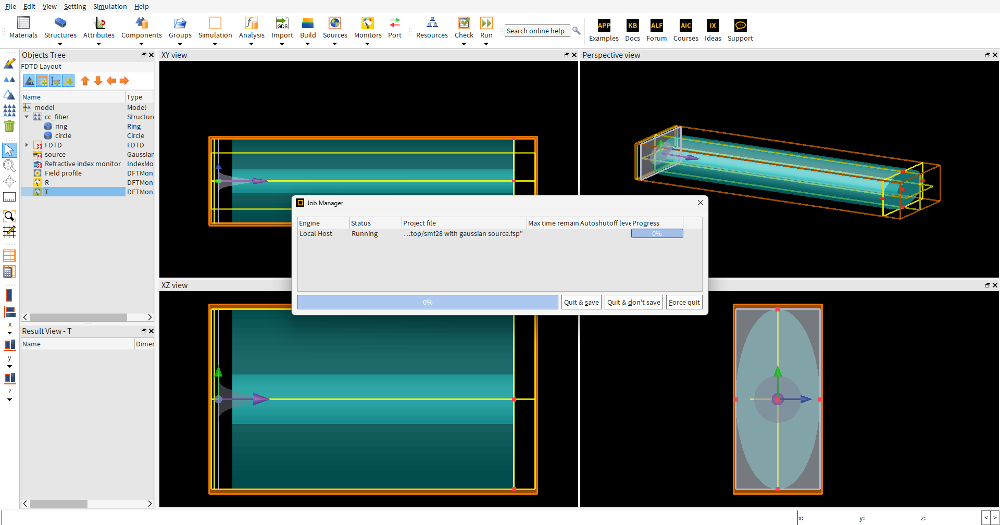 File Edit View Setting Simulation Help
Materials Structures Attributes Components Groups Simulation Analysis Import Build Sources Monitors Port Resources Check Run
GDS
Search online help
APP KB ALF AIC IX
Examples Docs Forum Courses Ideas Support
Objects Tree
FDTD Layout
Name Type
model Model
cc_fiber Structure
ring Ring
circle Circle
FDTD FDTD
source Gaussian
Refractive index monitor IndexMo
Field profile DFTMon
R DFTMon
T DFTMon
Result View - T
Name Dimer
x
y
z
XY view
Perspective view
XZ view
Job Manager
Engine Status Project file Max time remain Autoshutoff leve Progress
Local Host Running ...top/smf28 with gaussian source.fsp" 0%
0% Quit & save Quit & don't save Force quit
x: y: z: < >